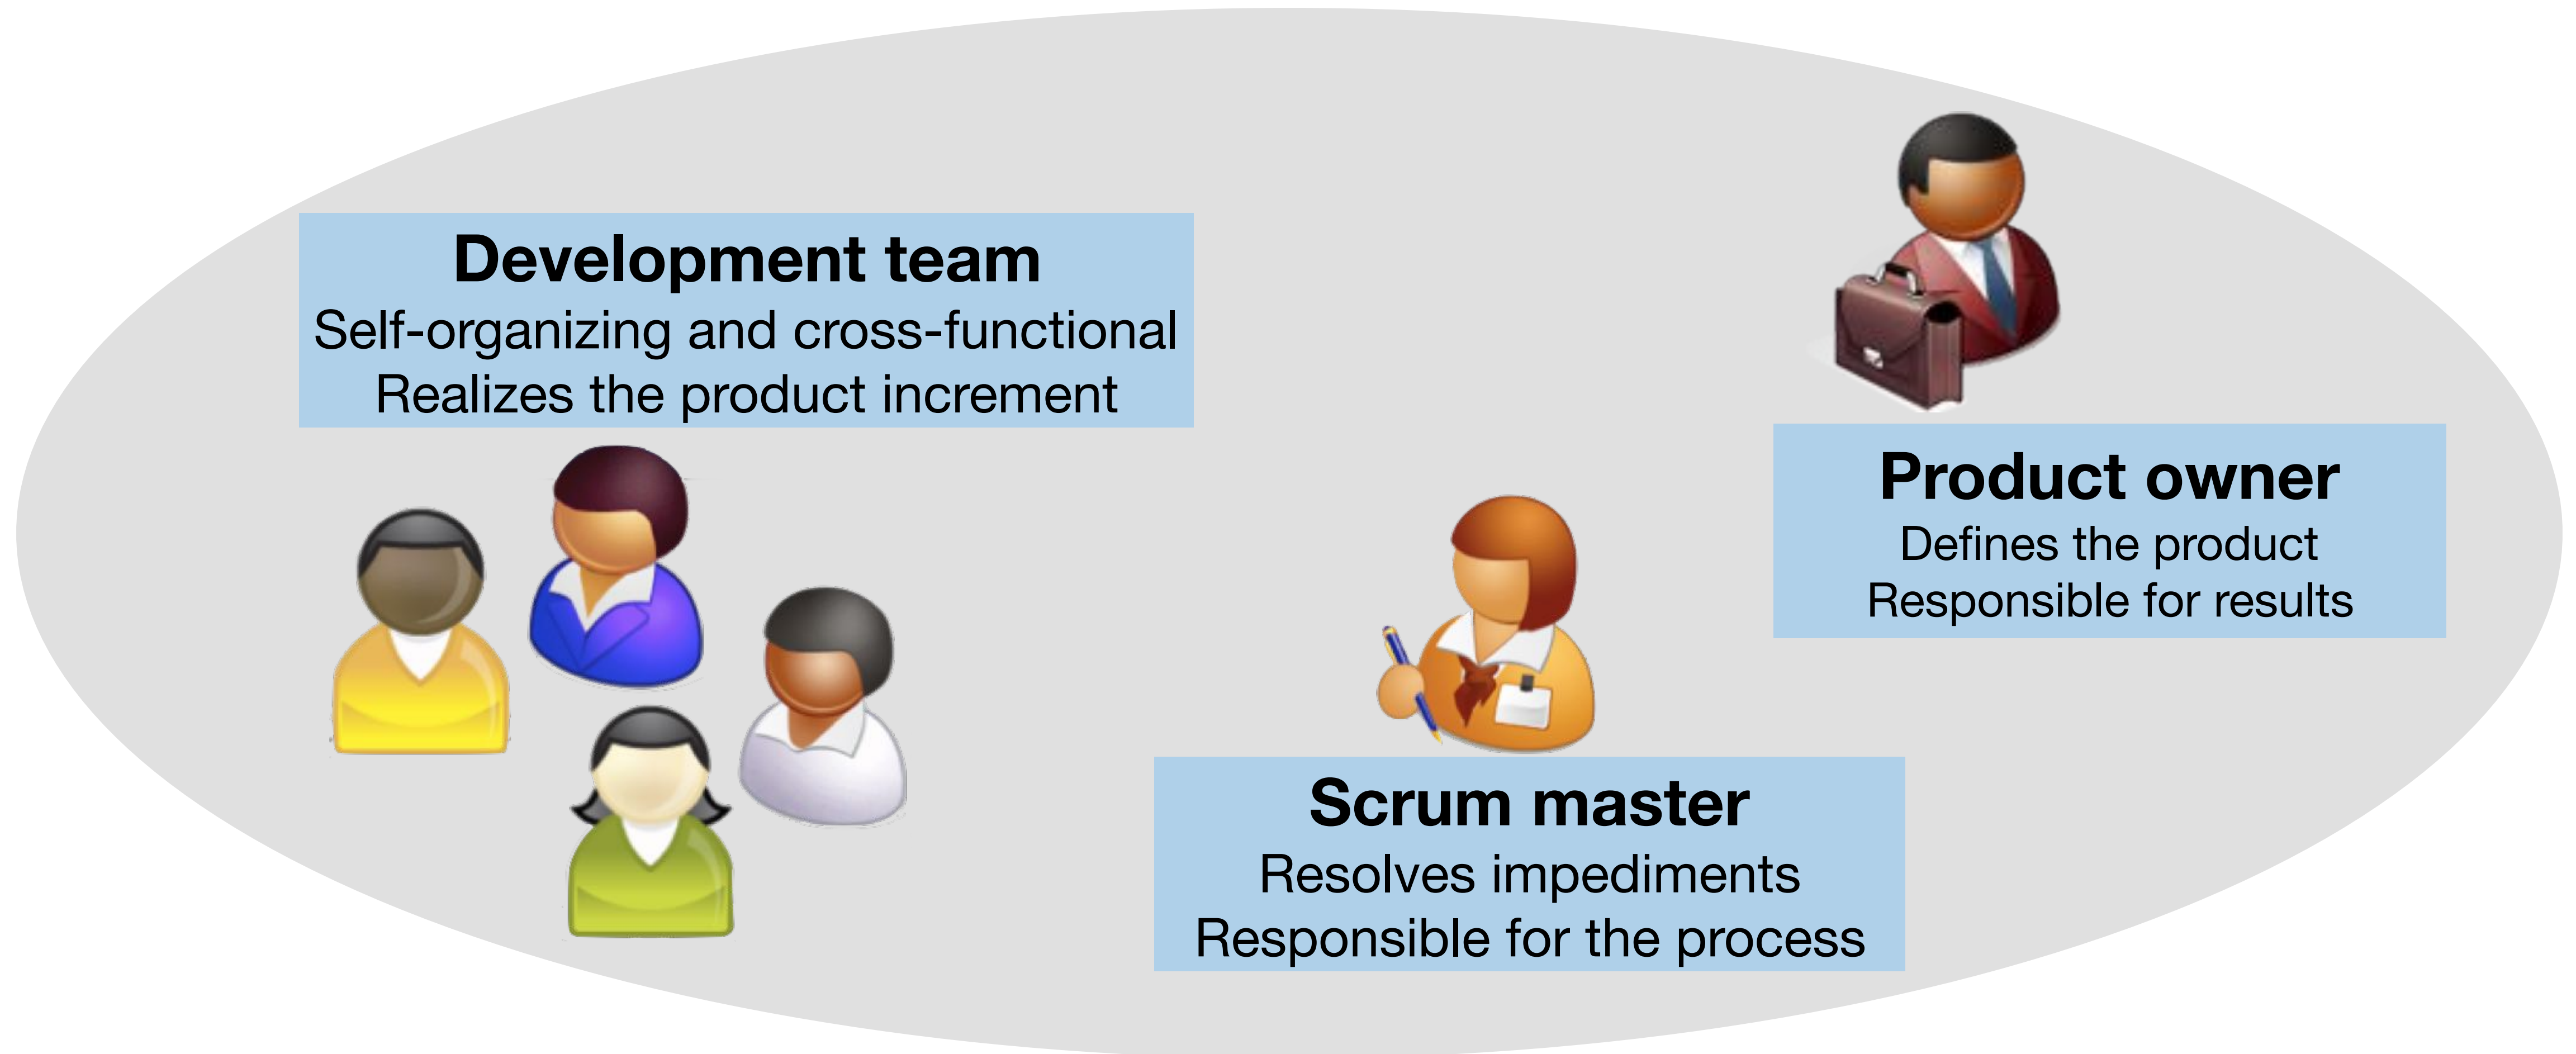 Development team
Self-organizing and cross-functional
Realizes the product increment
Product owner
Defines the product
Responsible for results
Scrum master
Resolves impediments
Responsible for the process